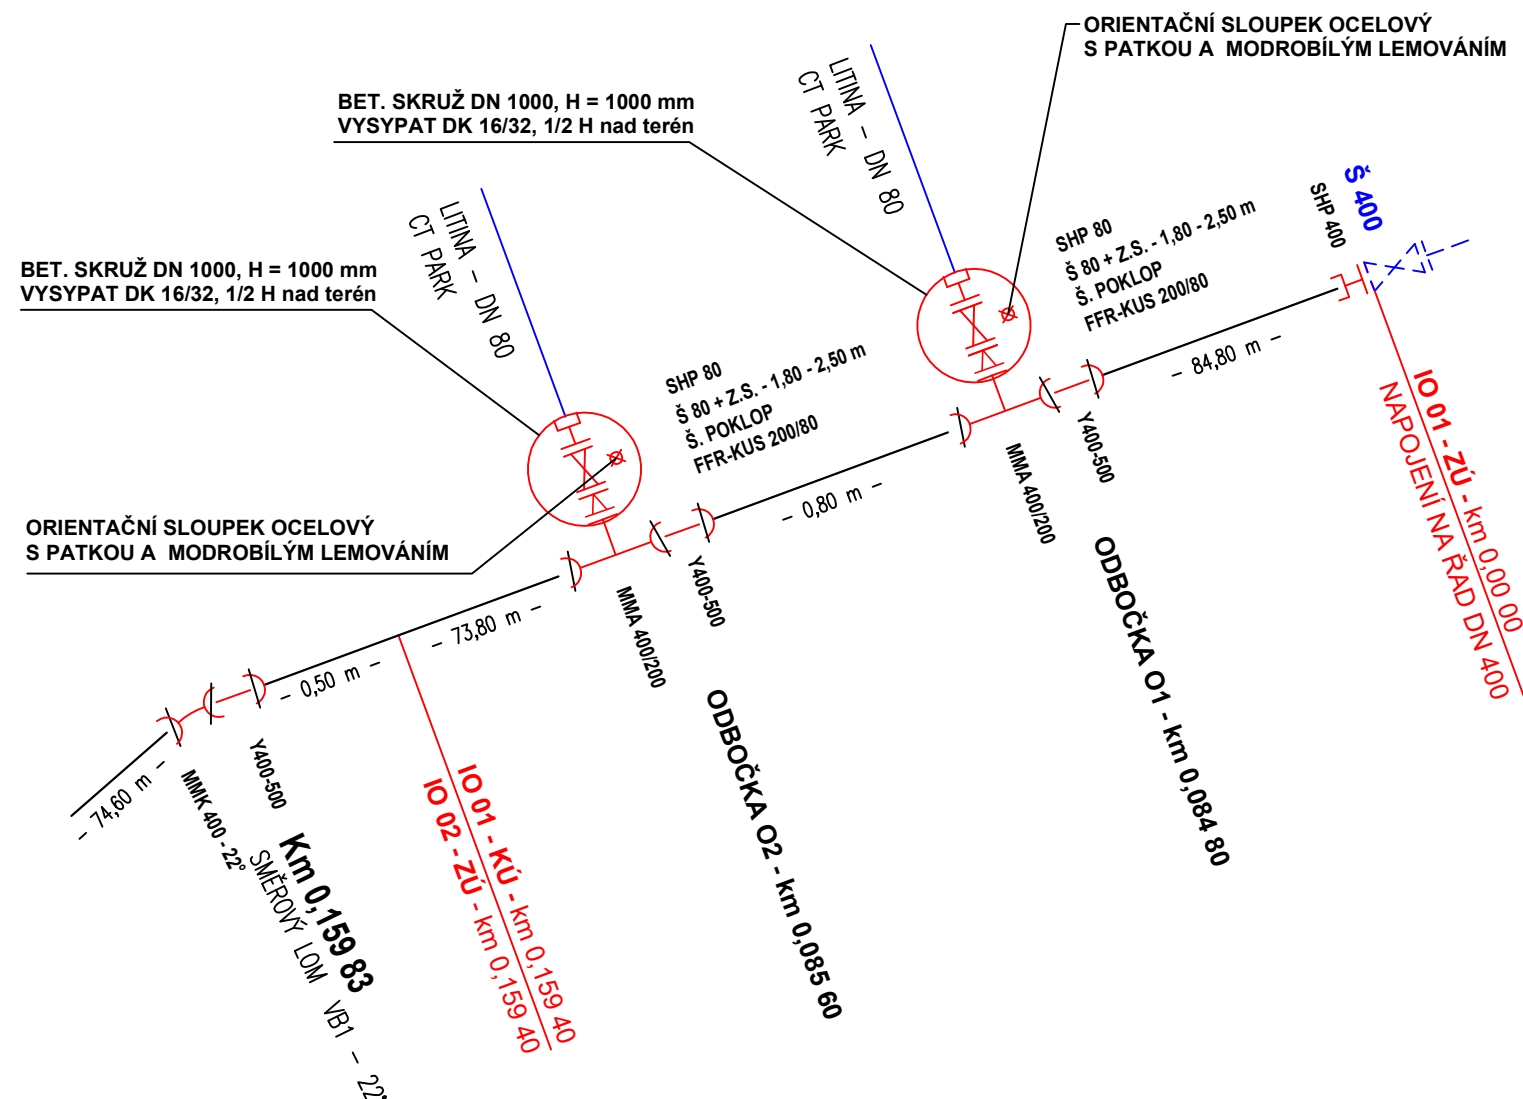 ORIENTAČNÍ SLOUPEK OCELOVÝ
S PATKOU A MODROBÍLÝM LEMOVÁNÍM
BET. SKRUŽ DN 1000, H = 1000 mm
VYSYPAT DK 16/32, 1/2 H nad terén
LITINA - DN 80
CT PARK
SHP 80
Š 80 + Z.S. - 1,80 - 2,50 m
Š. POKLOP
FFR-KUS 200/80
SHP 400
Š 400
BET. SKRUŽ DN 1000, H = 1000 mm
VYSYPAT DK 16/32, 1/2 H nad terén
LITINA - DN 80
CT PARK
SHP 80
Š 80 + Z.S. - 1,80 - 2,50 m
Š. POKLOP
FFR-KUS 200/80
- 84,80 m -
IO 01 - ZÚ - km 0,00 00
NAPOJENÍ NA ŘAD DN 400
Y400-500
MMA 400/200
ODBOČKA O1 - km 0,084 80
- 0,80 m -
ORIENTAČNÍ SLOUPEK OCELOVÝ
S PATKOU A MODROBÍLÝM LEMOVÁNÍM
Y400-500
MMA 400/200
ODBOČKA O2 - km 0,085 60
- 73,80 m -
- 0,50 m -
IO 01 - KÚ - km 0,159 40
IO 02 - ZÚ - km 0,159 40
Y400-500
MMK 400 - 22°
Km 0,159 83
SMĚROVÝ LOM VB1 - 22°
- 74,60 m -